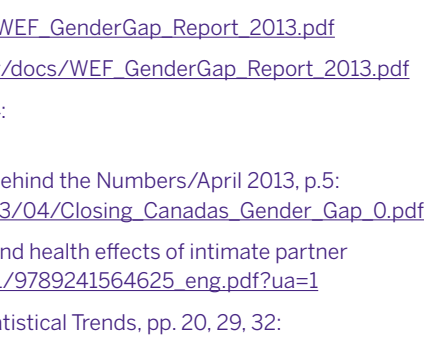 WEF_GenderGap_Report_2013.pdf
/docs/WEF_GenderGap_Report_2013.pdf
:
ehind the Numbers/April 2013, p.5:
3/04/Closing_Canadas_Gender_Gap_0.pdf
nd health effects of intimate partner
/9789241564625_eng.pdf?ua=1
tistical Trends, pp. 20, 29, 32: